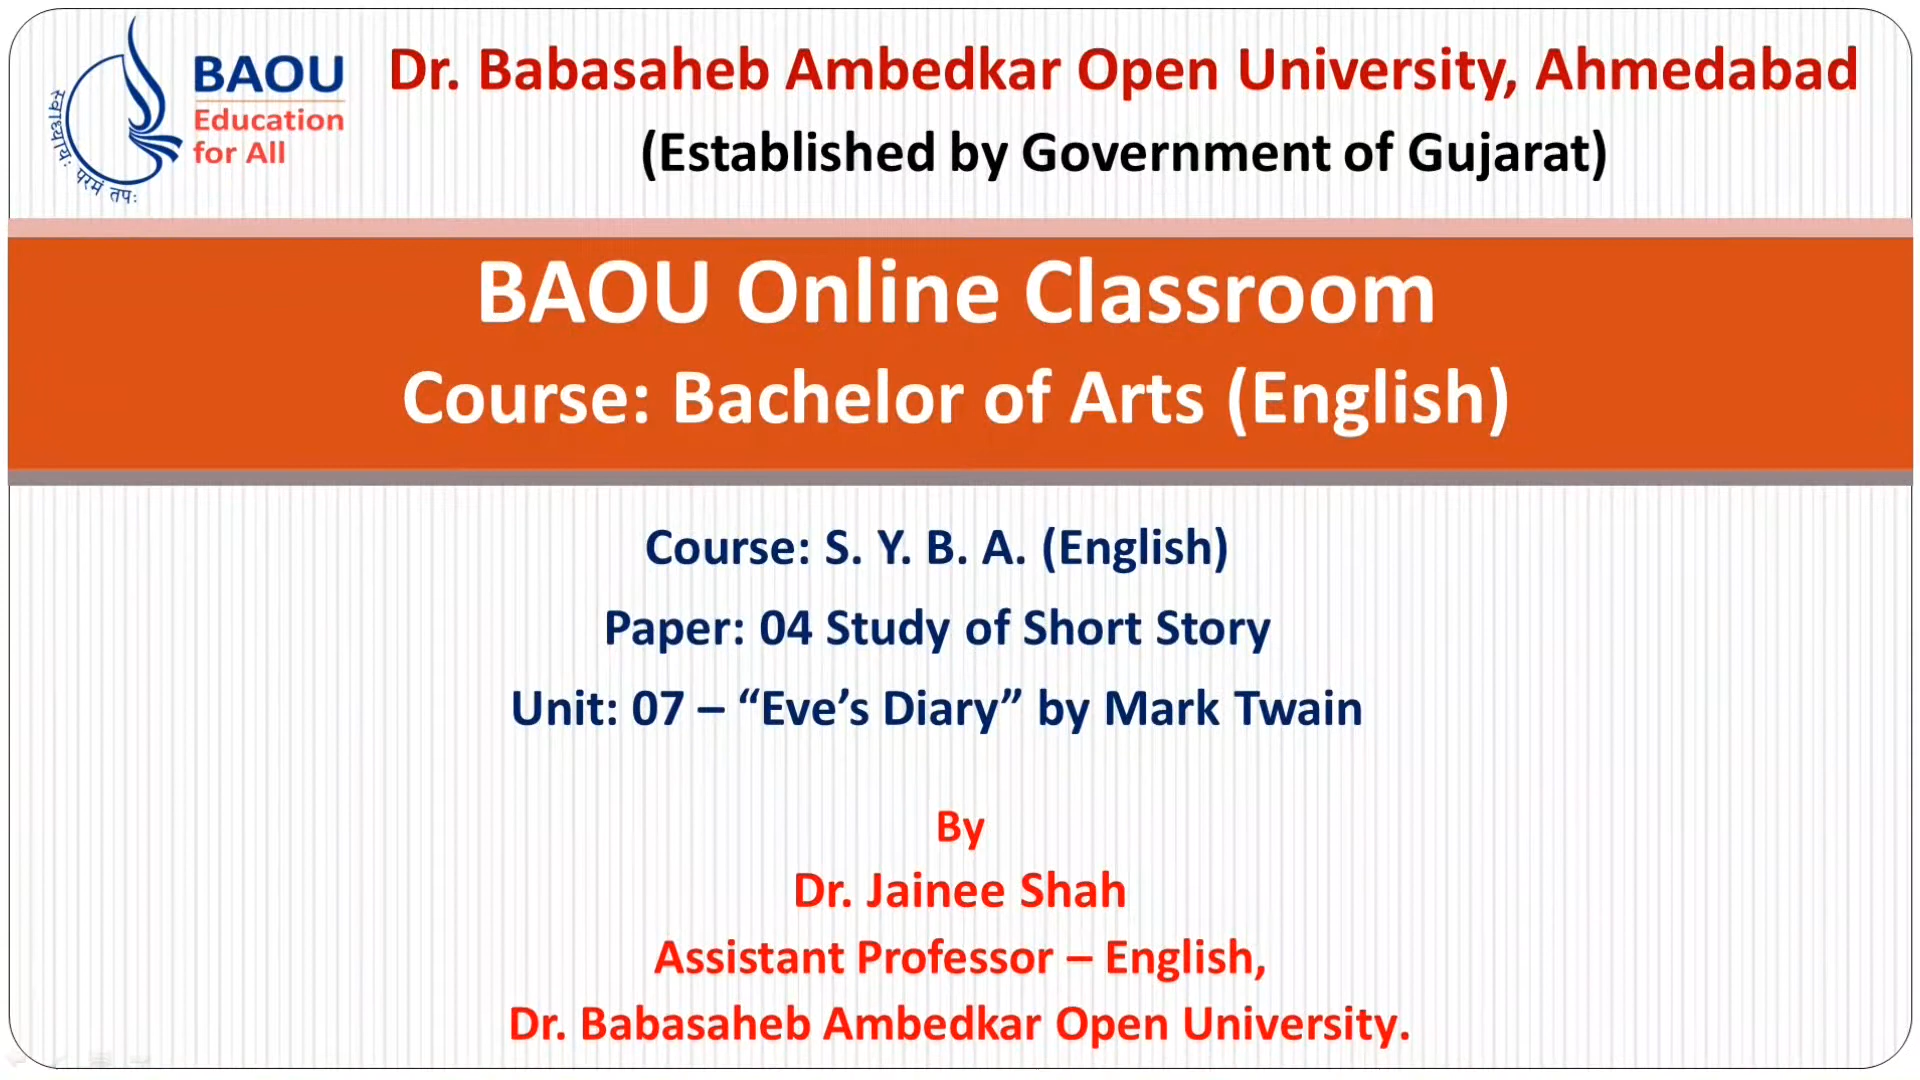 BAOU
Education
for All
स्वाध्यायः परमं तपः
Dr. Babasaheb Ambedkar Open University, Ahmedabad
(Established by Government of Gujarat)
BAOU Online Classroom
Course: Bachelor of Arts (English)
Course: S. Y. B. A. (English)
Paper: 04 Study of Short Story
Unit: 07 – “Eve’s Diary” by Mark Twain
By
Dr. Jainee Shah
Assistant Professor – English,
Dr. Babasaheb Ambedkar Open University.